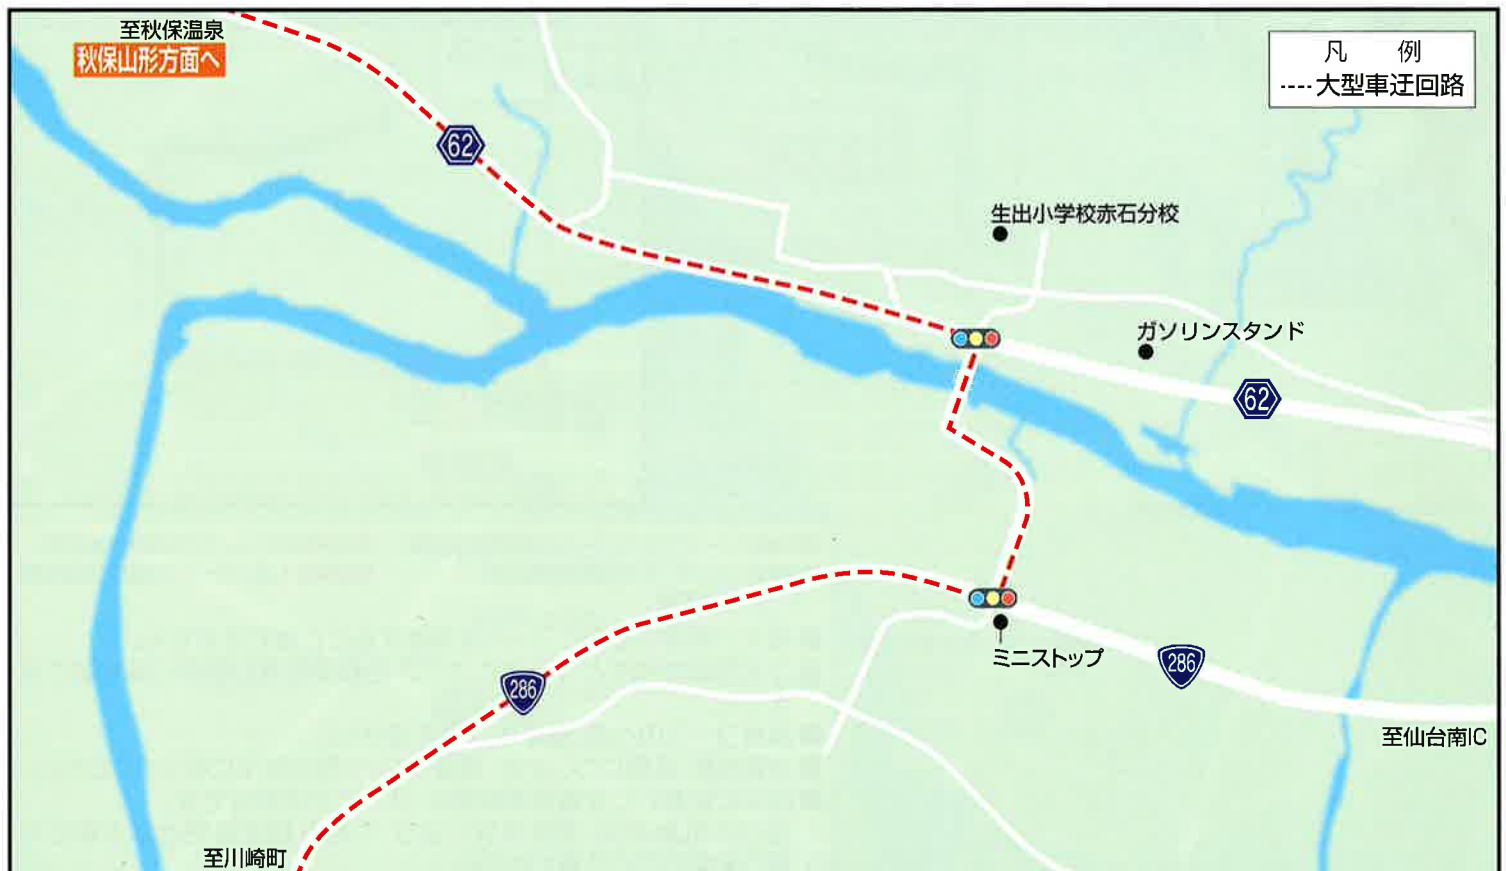 至秋保温泉
秋保山形方面へ
凡　例
----大型車迂回路
62
生出小学校赤石分校
ガソリンスタンド
62
ミニストップ
286
286
至仙台南IC
至川崎町